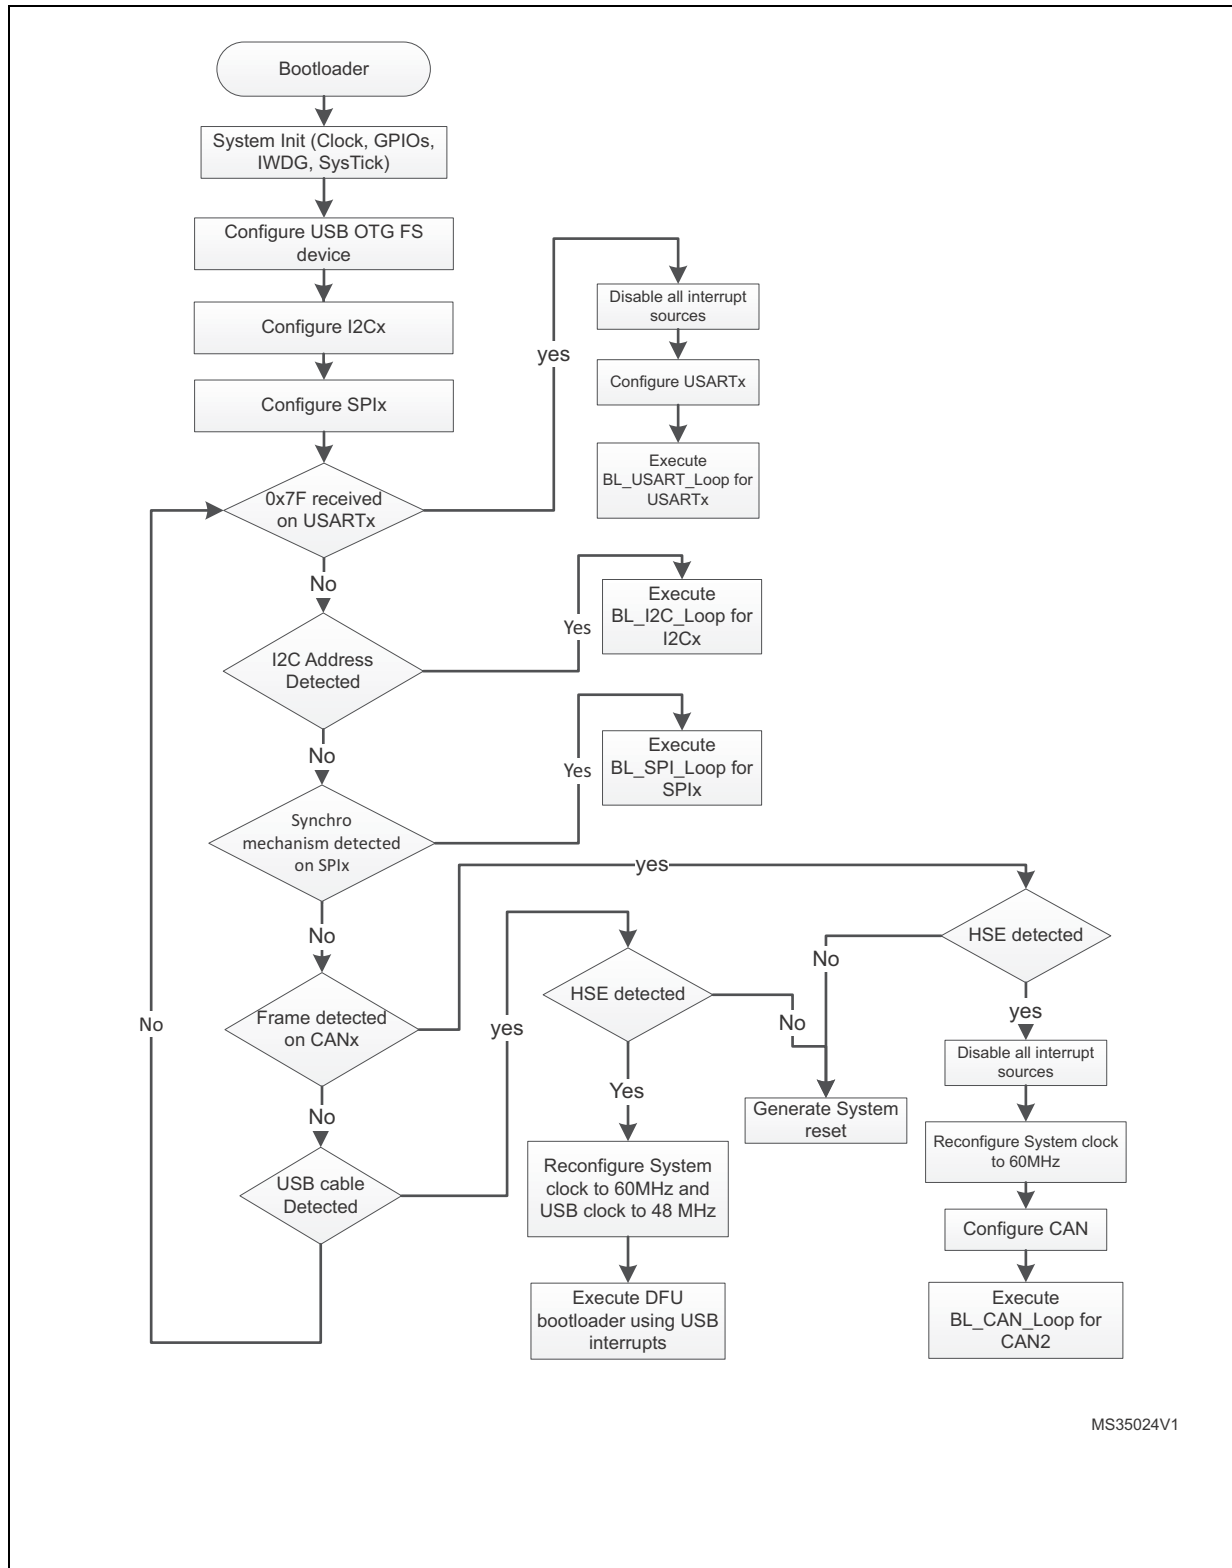 Bootloader
System Init (Clock, GPIOs,
IWDG, SysTick)
Configure USB OTG FS
device
Configure I2Cx
Configure SPIx
0x7F received
on USARTx
yes
Disable all interrupt
sources
Configure USARTx
Execute
BL_USART_Loop for
USARTx
No
I2C Address
Detected
Yes
Execute
BL_I2C_Loop for
I2Cx
No
Synchro
mechanism detected
on SPIx
Yes
Execute
BL_SPI_Loop for
SPIx
No
Frame detected
on CANx
yes
HSE detected
No
yes
Disable all interrupt
sources
Reconfigure System clock
to 60MHz
Configure CAN
Execute
BL_CAN_Loop for
CAN2
No
USB cable
Detected
yes
HSE detected
No
Generate System
reset
Yes
Reconfigure System
clock to 60MHz and
USB clock to 48 MHz
Execute DFU
bootloader using USB
interrupts
No
MS35024V1